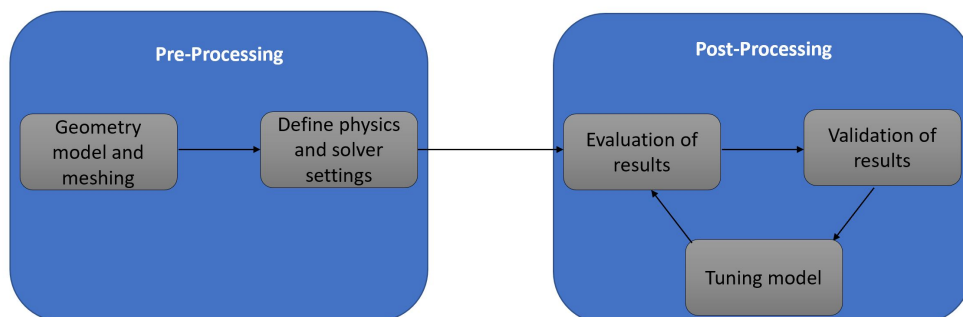 Pre-Processing
Geometry
model and
meshing
Define physics
and solver
settings
Post-Processing
Evaluation of
results
Validation of
results
Tuning model